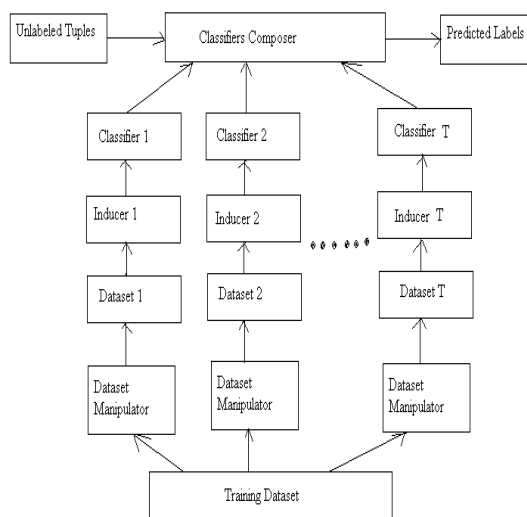 Unlabeled Tuples
Classifiers Composer
Predicted Labels
Classifier 1
Classifier 2
Classifier T
Inducer 1
Inducer 2
Inducer T
Dataset 1
Dataset 2
Dataset T
Dataset
Manipulator
Dataset
Manipulator
Dataset
Manipulator
Training Dataset